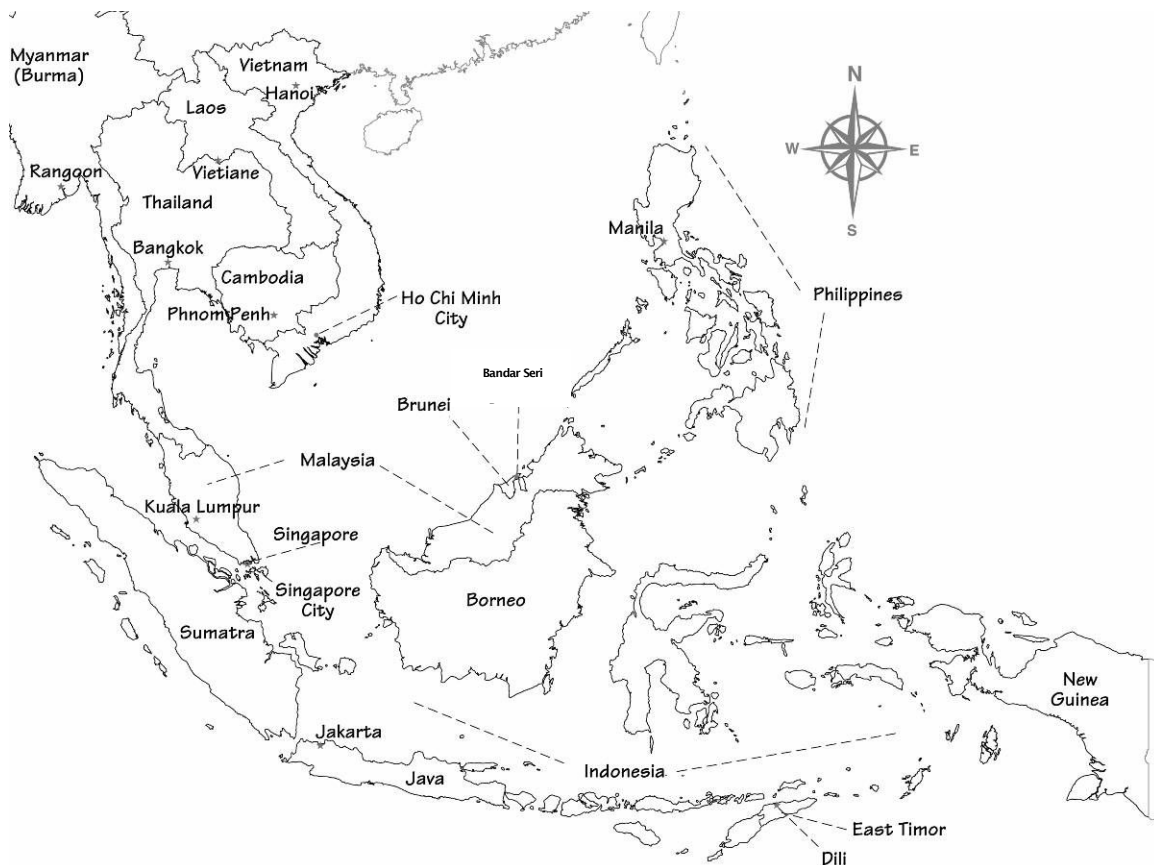 Myanmar
(Burma)
Vietnam
Hanoi
Laos
N
W
E
S
Rangoon
Vietiane
Thailand
Manila
Bangkok
Cambodia
Philippines
Phnom Penh
Ho Chi Minh
City
Bandar Seri
Brunei
Malaysia
Kuala Lumpur
Singapore
Singapore
City
Borneo
Sumatra
New
Guinea
Jakarta
Java
Indonesia
East Timor
Dili